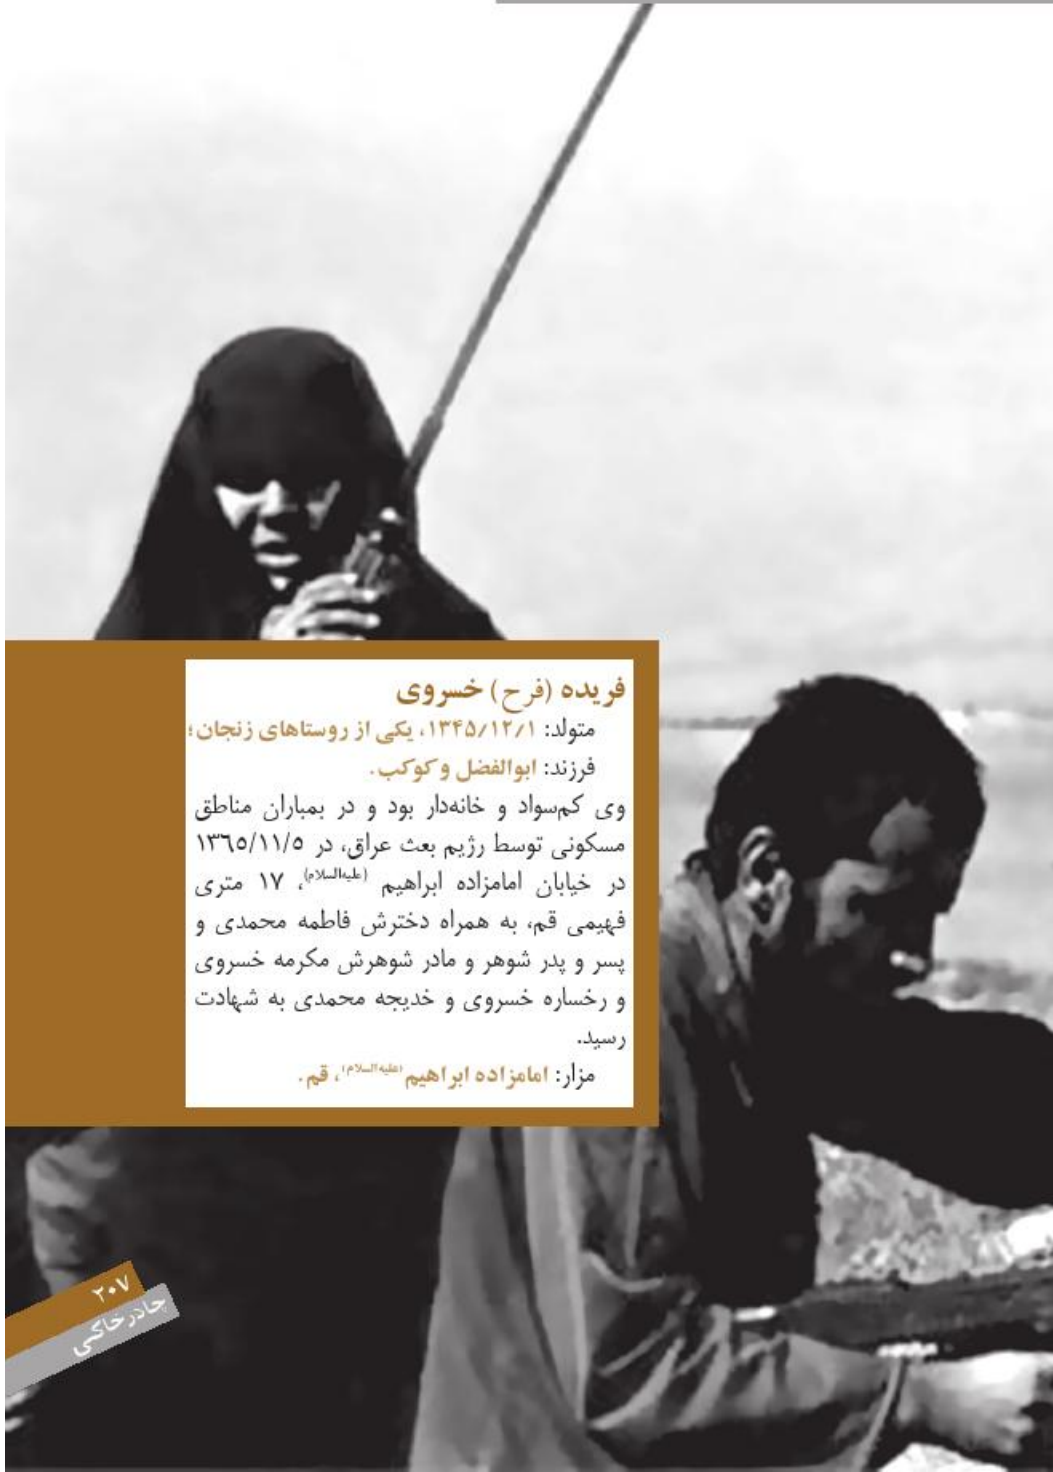 فریده (فرح) خسروی
متولد: ۱۳۴۵/۱۲/۱، یکی از روستاهای زنجان؛
فرزند: ابوالفضل و کوکب.
وی کم‌سواد و خانه‌دار بود و در بمباران مناطق
مسکونی توسط رژیم بعث عراق، در ۱۳٦٥/۱۱/٥
در خیابان امامزاده ابراهیم (علیه‌السلام)، ۱۷ متری
فهیمی قم، به همراه دخترش فاطمه محمدی و
پسر و پدر شوهر و مادر شوهرش مکرمه خسروی
و رخساره خسروی و خدیجه محمدی به شهادت
رسید.
مزار: امامزاده ابراهیم (علیه‌السلام)، قم.
۲۰۷
چادر خاکی